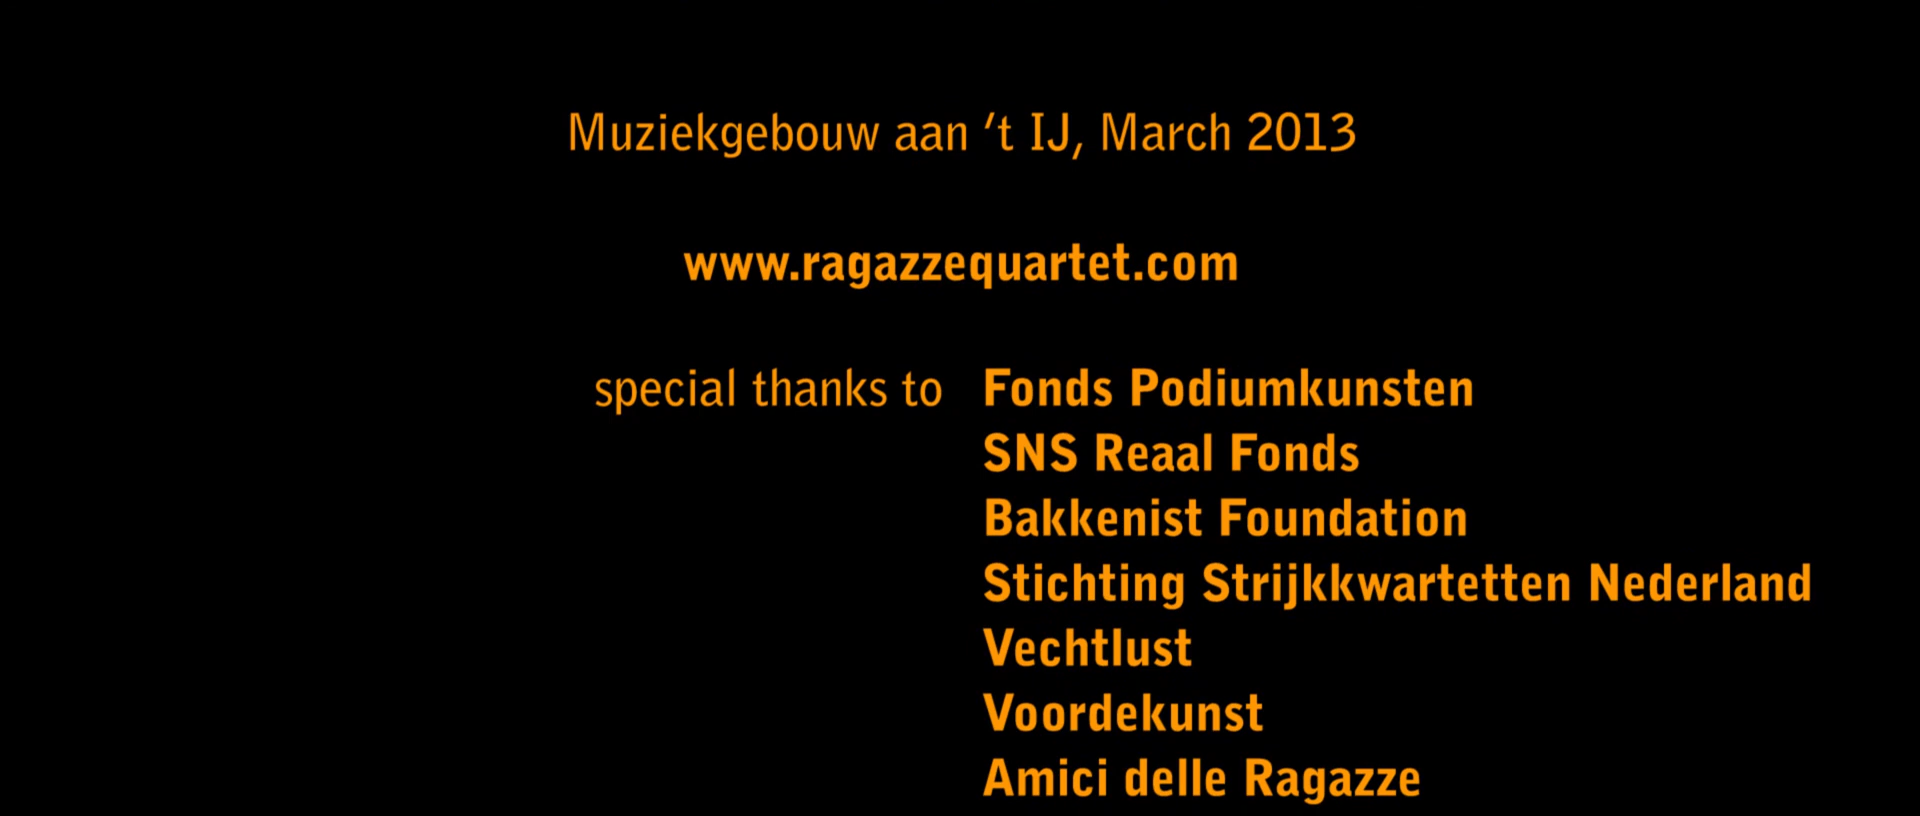 Muziekgebouw aan ‘t IJ, March 2013
www.ragazzequartet.com
special thanks to Fonds Podiumkunsten
SNS Reaal Fonds
Bakkenist Foundation
Stichting Strijkkwartetten Nederland
Vechtlust
Voordekunst
Amici delle Ragazze